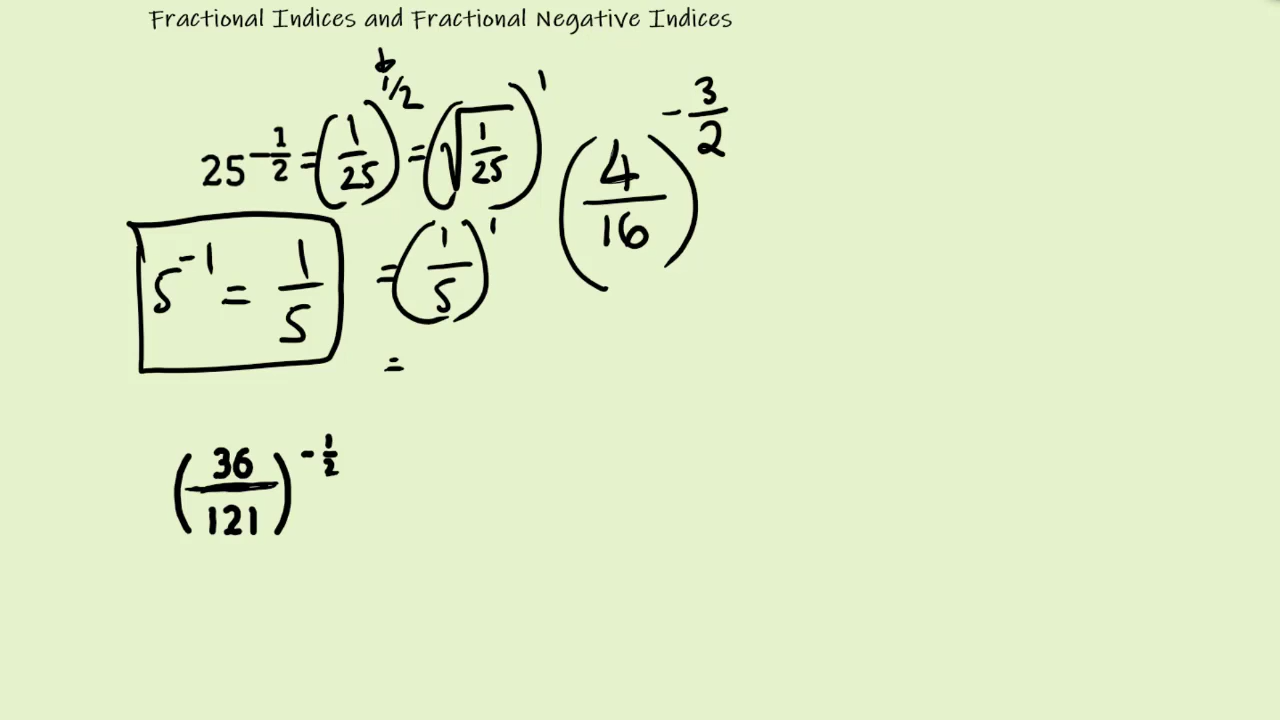 Fractional Indices and Fractional Negative Indices
25^{-1/2} = (1/25)^{1/2} = (√(1/25))^1
(4/16)^{-3/2}
5^{-1} = 1/5
= (1/5)^1
=
(36/121)^{-1/2}